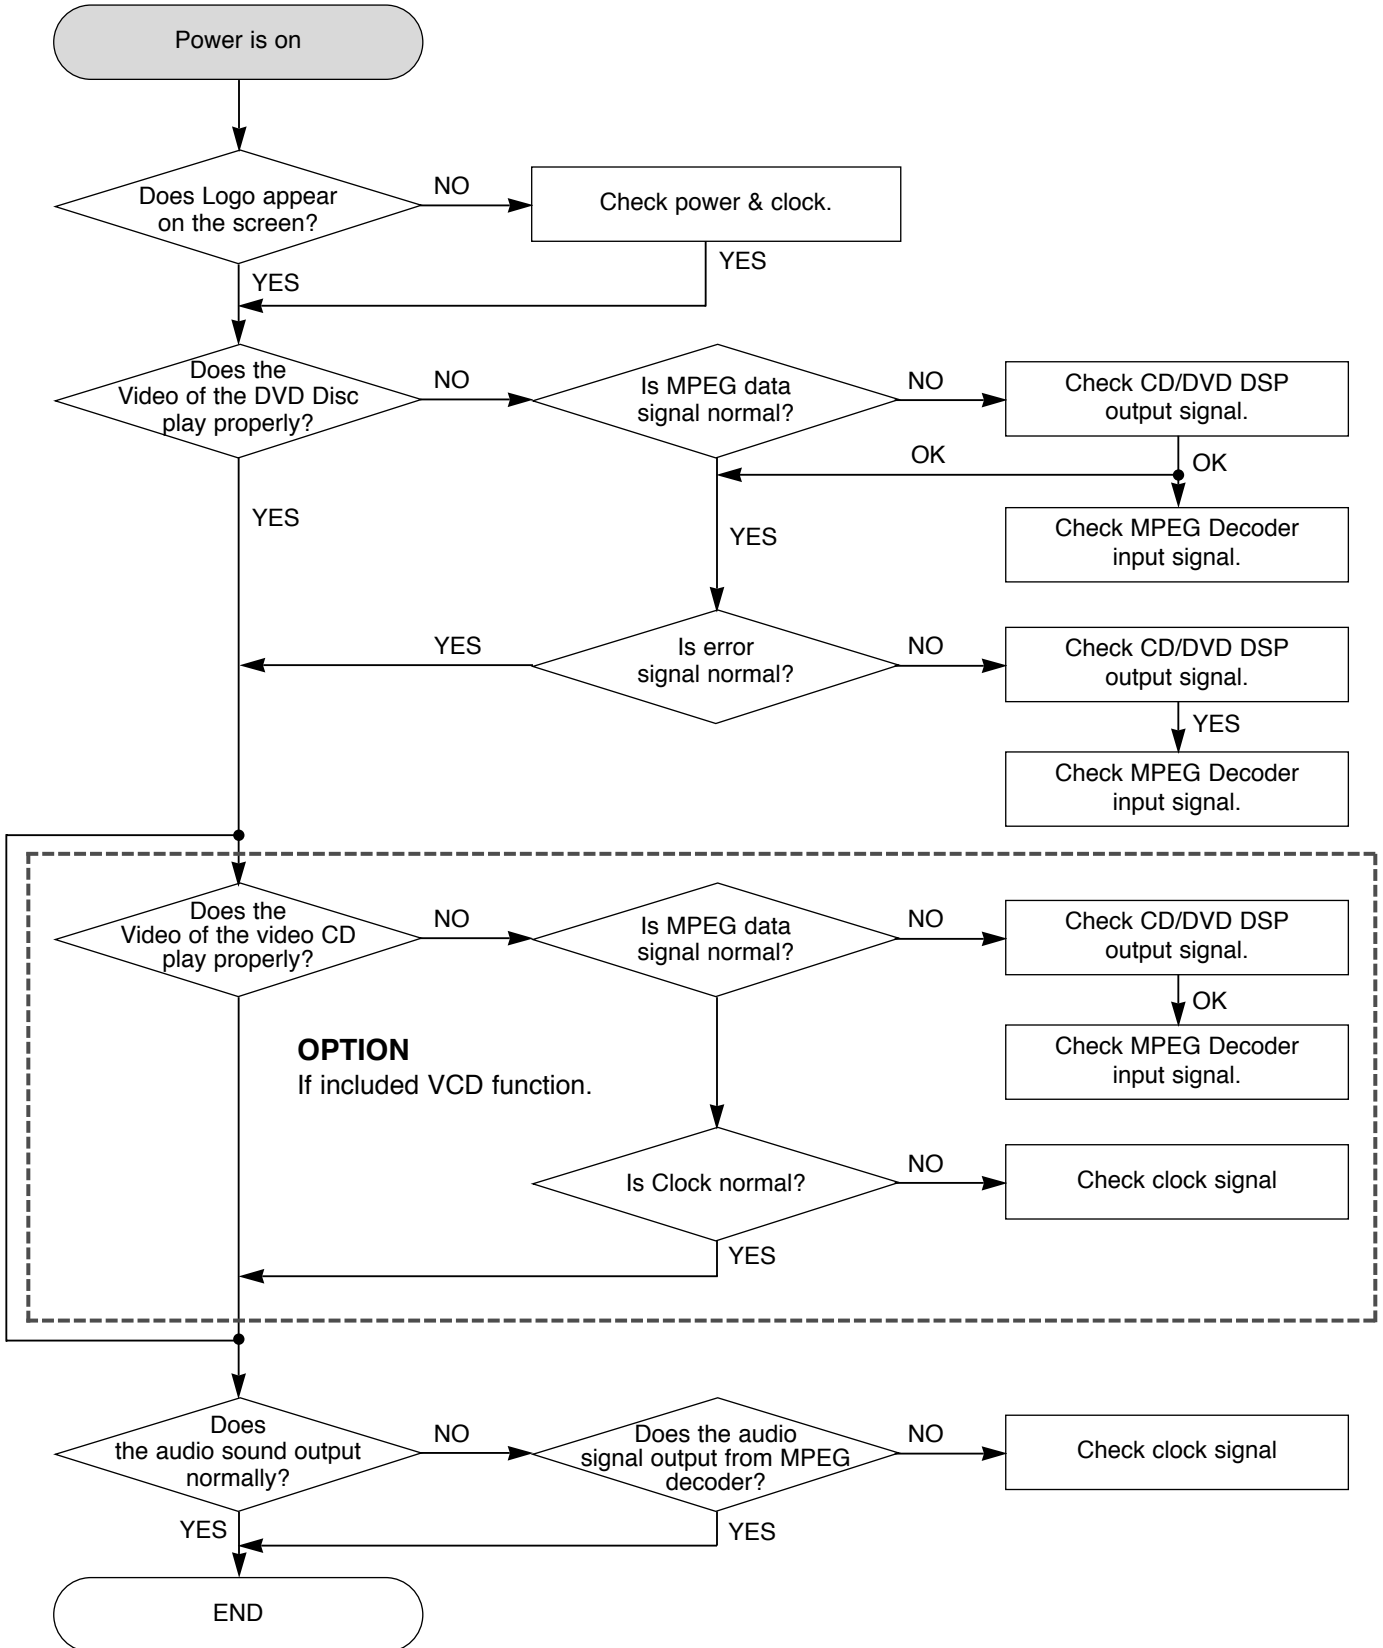 Power is on
Does Logo appear
on the screen?
NO
Check power & clock.
YES
YES
Does the
Video of the DVD Disc
play properly?
NO
Is MPEG data
signal normal?
NO
Check CD/DVD DSP
output signal.
OK
OK
YES
YES
Check MPEG Decoder
input signal.
YES
Is error
signal normal?
NO
Check CD/DVD DSP
output signal.
YES
Check MPEG Decoder
input signal.
Does the
Video of the video CD
play properly?
NO
Is MPEG data
signal normal?
NO
Check CD/DVD DSP
output signal.
OK
OPTION
If included VCD function.
Check MPEG Decoder
input signal.
Is Clock normal?
NO
Check clock signal
YES
Does
the audio sound output
normally?
NO
Does the audio
signal output from MPEG
decoder?
NO
Check clock signal
YES
YES
END